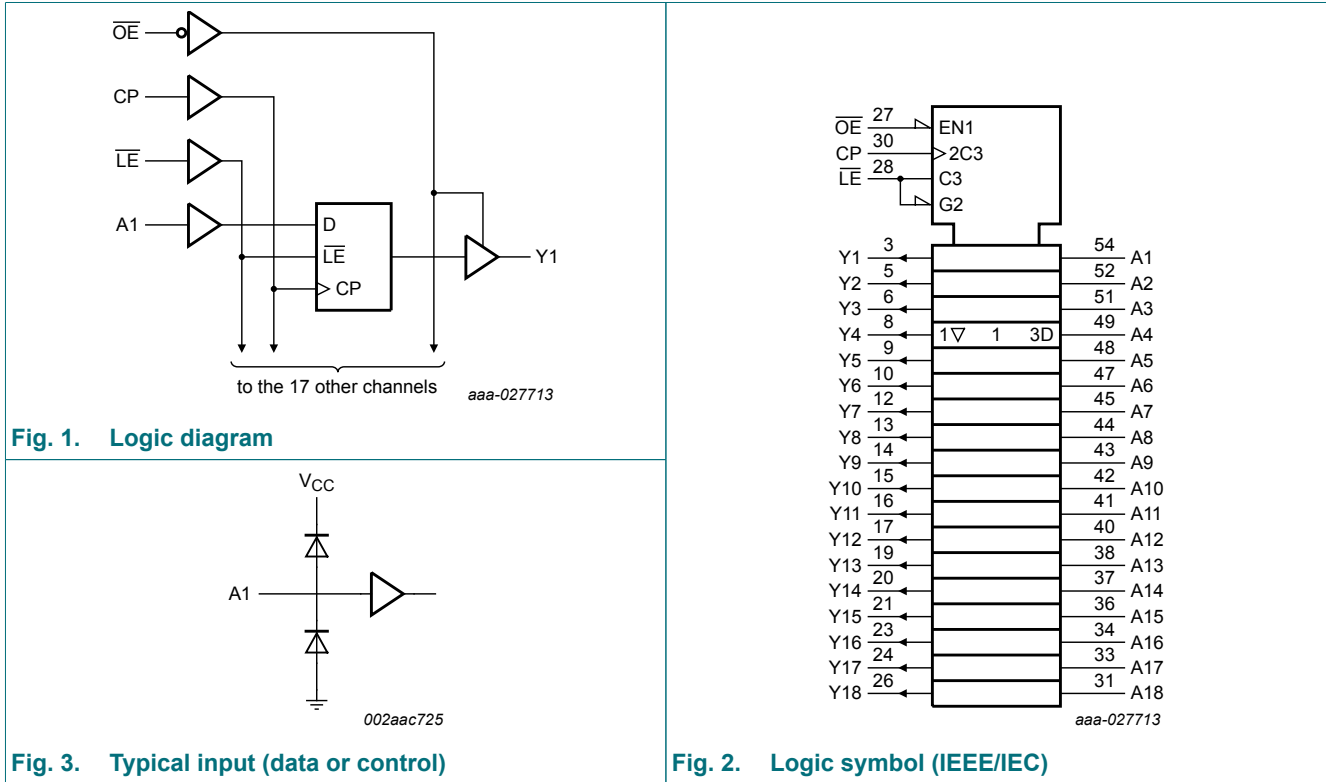 OE
CP
LE
A1
D
LE
CP
Y1
to the 17 other channels
aaa-027713
Fig. 1. Logic diagram
VCC
A1
002aac725
Fig. 3. Typical input (data or control)
OE 27 EN1
CP 30 2C3
LE 28 C3
G2
Y1 3 54 A1
Y2 5 52 A2
Y3 6 51 A3
Y4 8 1▽ 1 3D 49 A4
Y5 9 48 A5
Y6 10 47 A6
Y7 12 45 A7
Y8 13 44 A8
Y9 14 43 A9
Y10 15 42 A10
Y11 16 41 A11
Y12 17 40 A12
Y13 19 38 A13
Y14 20 37 A14
Y15 21 36 A15
Y16 23 34 A16
Y17 24 33 A17
Y18 26 31 A18
aaa-027713
Fig. 2. Logic symbol (IEEE/IEC)